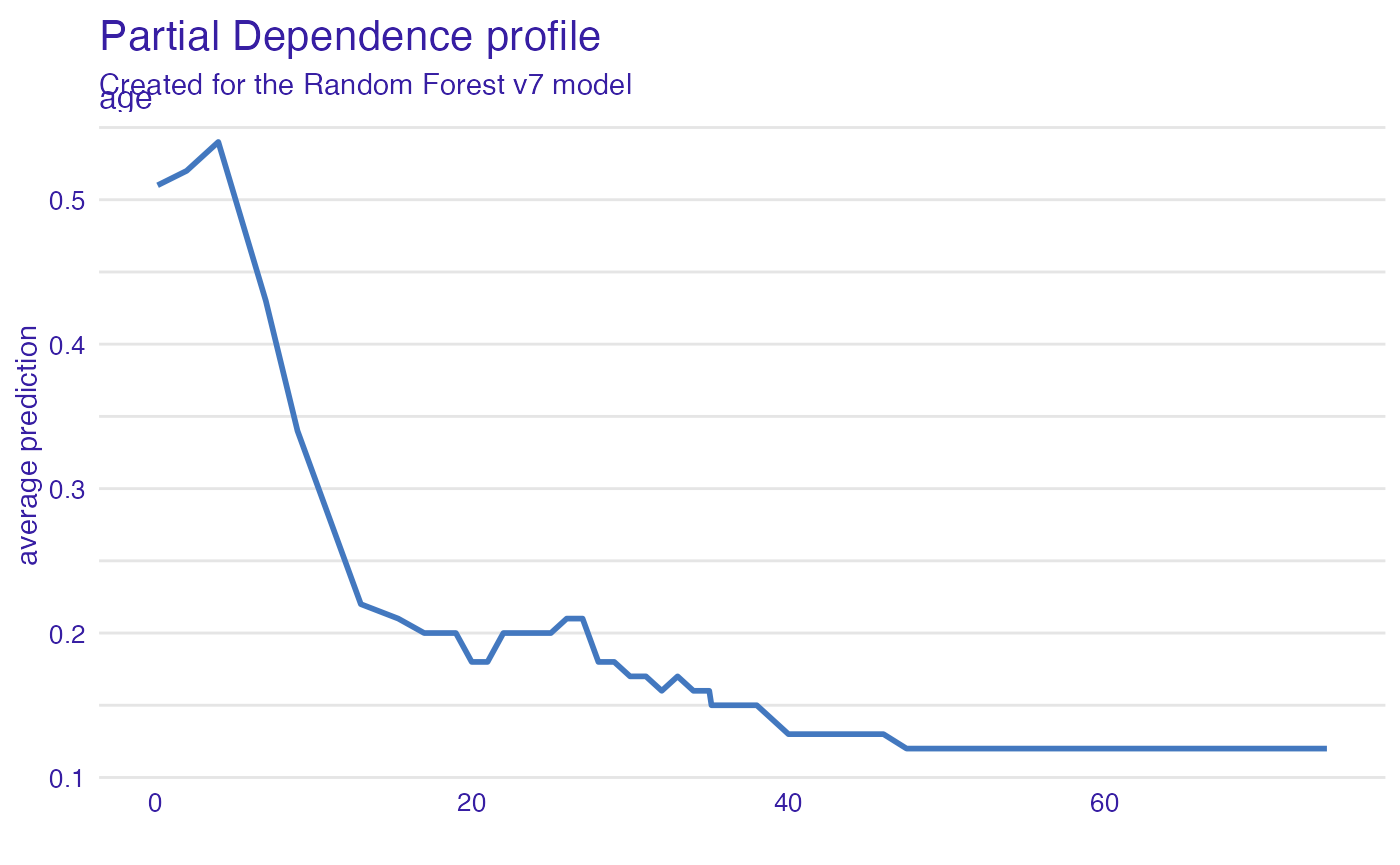 Partial Dependence profile
Created for the Random Forest v7 model
age
average prediction
0.5
0.4
0.3
0.2
0.1
0 20 40 60